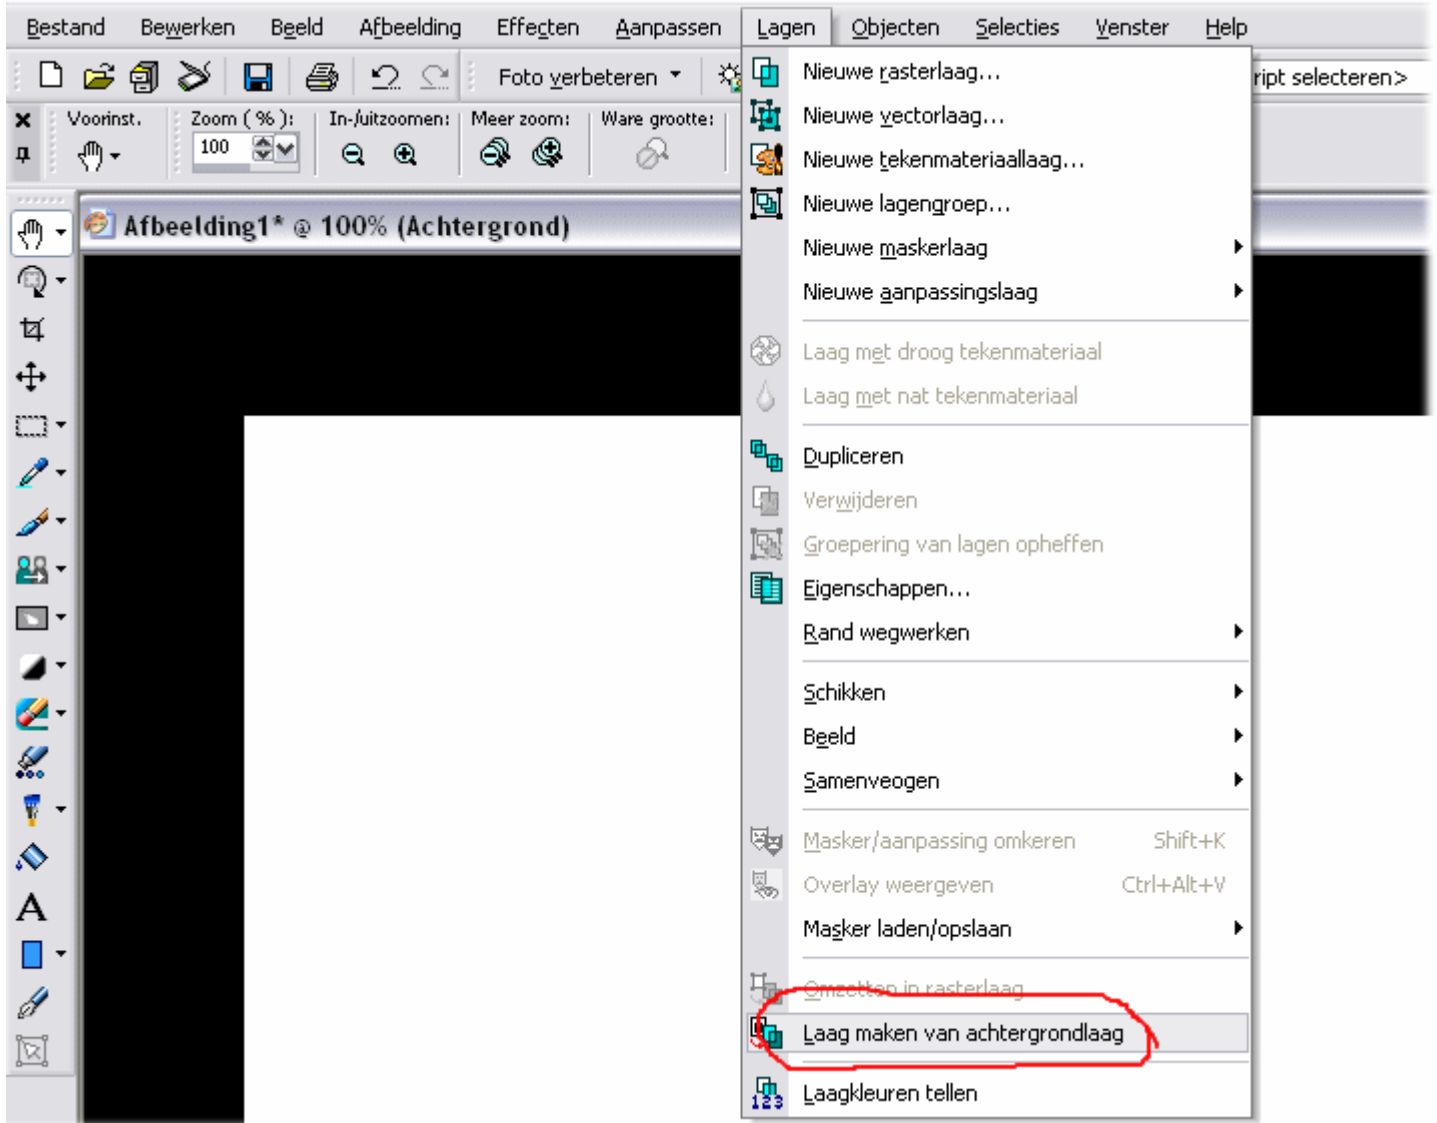 Bestand Bewerken Beeld Afbeelding Effecten Aanpassen Lagen Objecten Selecties Venster Help
Foto verbeteren ript selecteren>
Voorinst. Zoom ( % ): In-/uitzoomen: Meer zoom: Ware grootte:
100
Afbeelding1* @ 100% (Achtergrond)
Nieuwe rasterlaag...
Nieuwe vectorlaag...
Nieuwe tekenmateriaallaag...
Nieuwe lagengroep...
Nieuwe maskerlaag
Nieuwe aanpassingslaag
Laag met droog tekenmateriaal
Laag met nat tekenmateriaal
Dupliceren
Verwijderen
Groepering van lagen opheffen
Eigenschappen...
Rand wegwerken
Schikken
Beeld
Samenveogen
Masker/aanpassing omkeren Shift+K
Overlay weergeven Ctrl+Alt+V
Masker laden/opslaan
Omzetten in rasterlaag
Laag maken van achtergrondlaag
Laagkleuren tellen